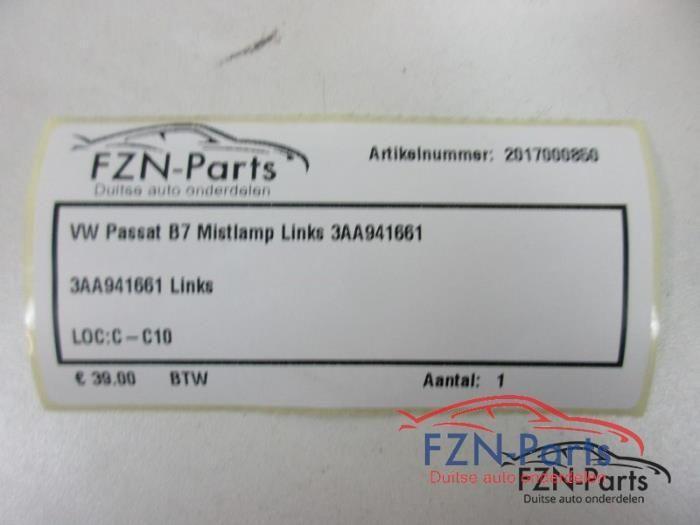 FZN-Parts
Duitse auto onderdelen
Artikelnummer: 2017000850
VW Passat B7 Mistlamp Links 3AA941661
3AA941661 Links
LOC:C-C10
€ 39.00 BTW
Aantal: 1
FZN-Parts
Duitse auto onderdelen
FZN-Parts
Duitse auto onderdelen